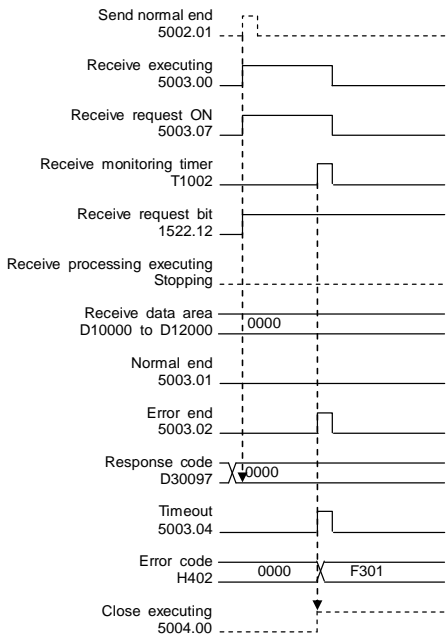 Send normal end
5002.01
Receive executing
5003.00
Receive request ON
5003.07
Receive monitoring timer
T1002
Receive request bit
1522.12
Receive processing executing
Stopping
Receive data area
D10000 to D12000
0000
Normal end
5003.01
Error end
5003.02
Response code
D30097
0000
Timeout
5003.04
Error code
H402
0000
F301
Close executing
5004.00